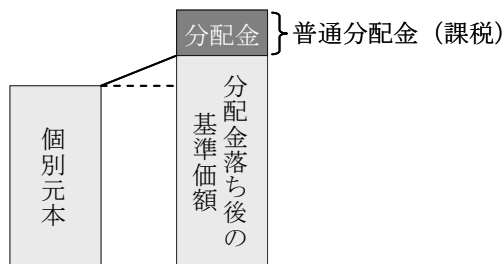 分配金
普通分配金（課税）
個別元本
分配金落ち後の
基準価額